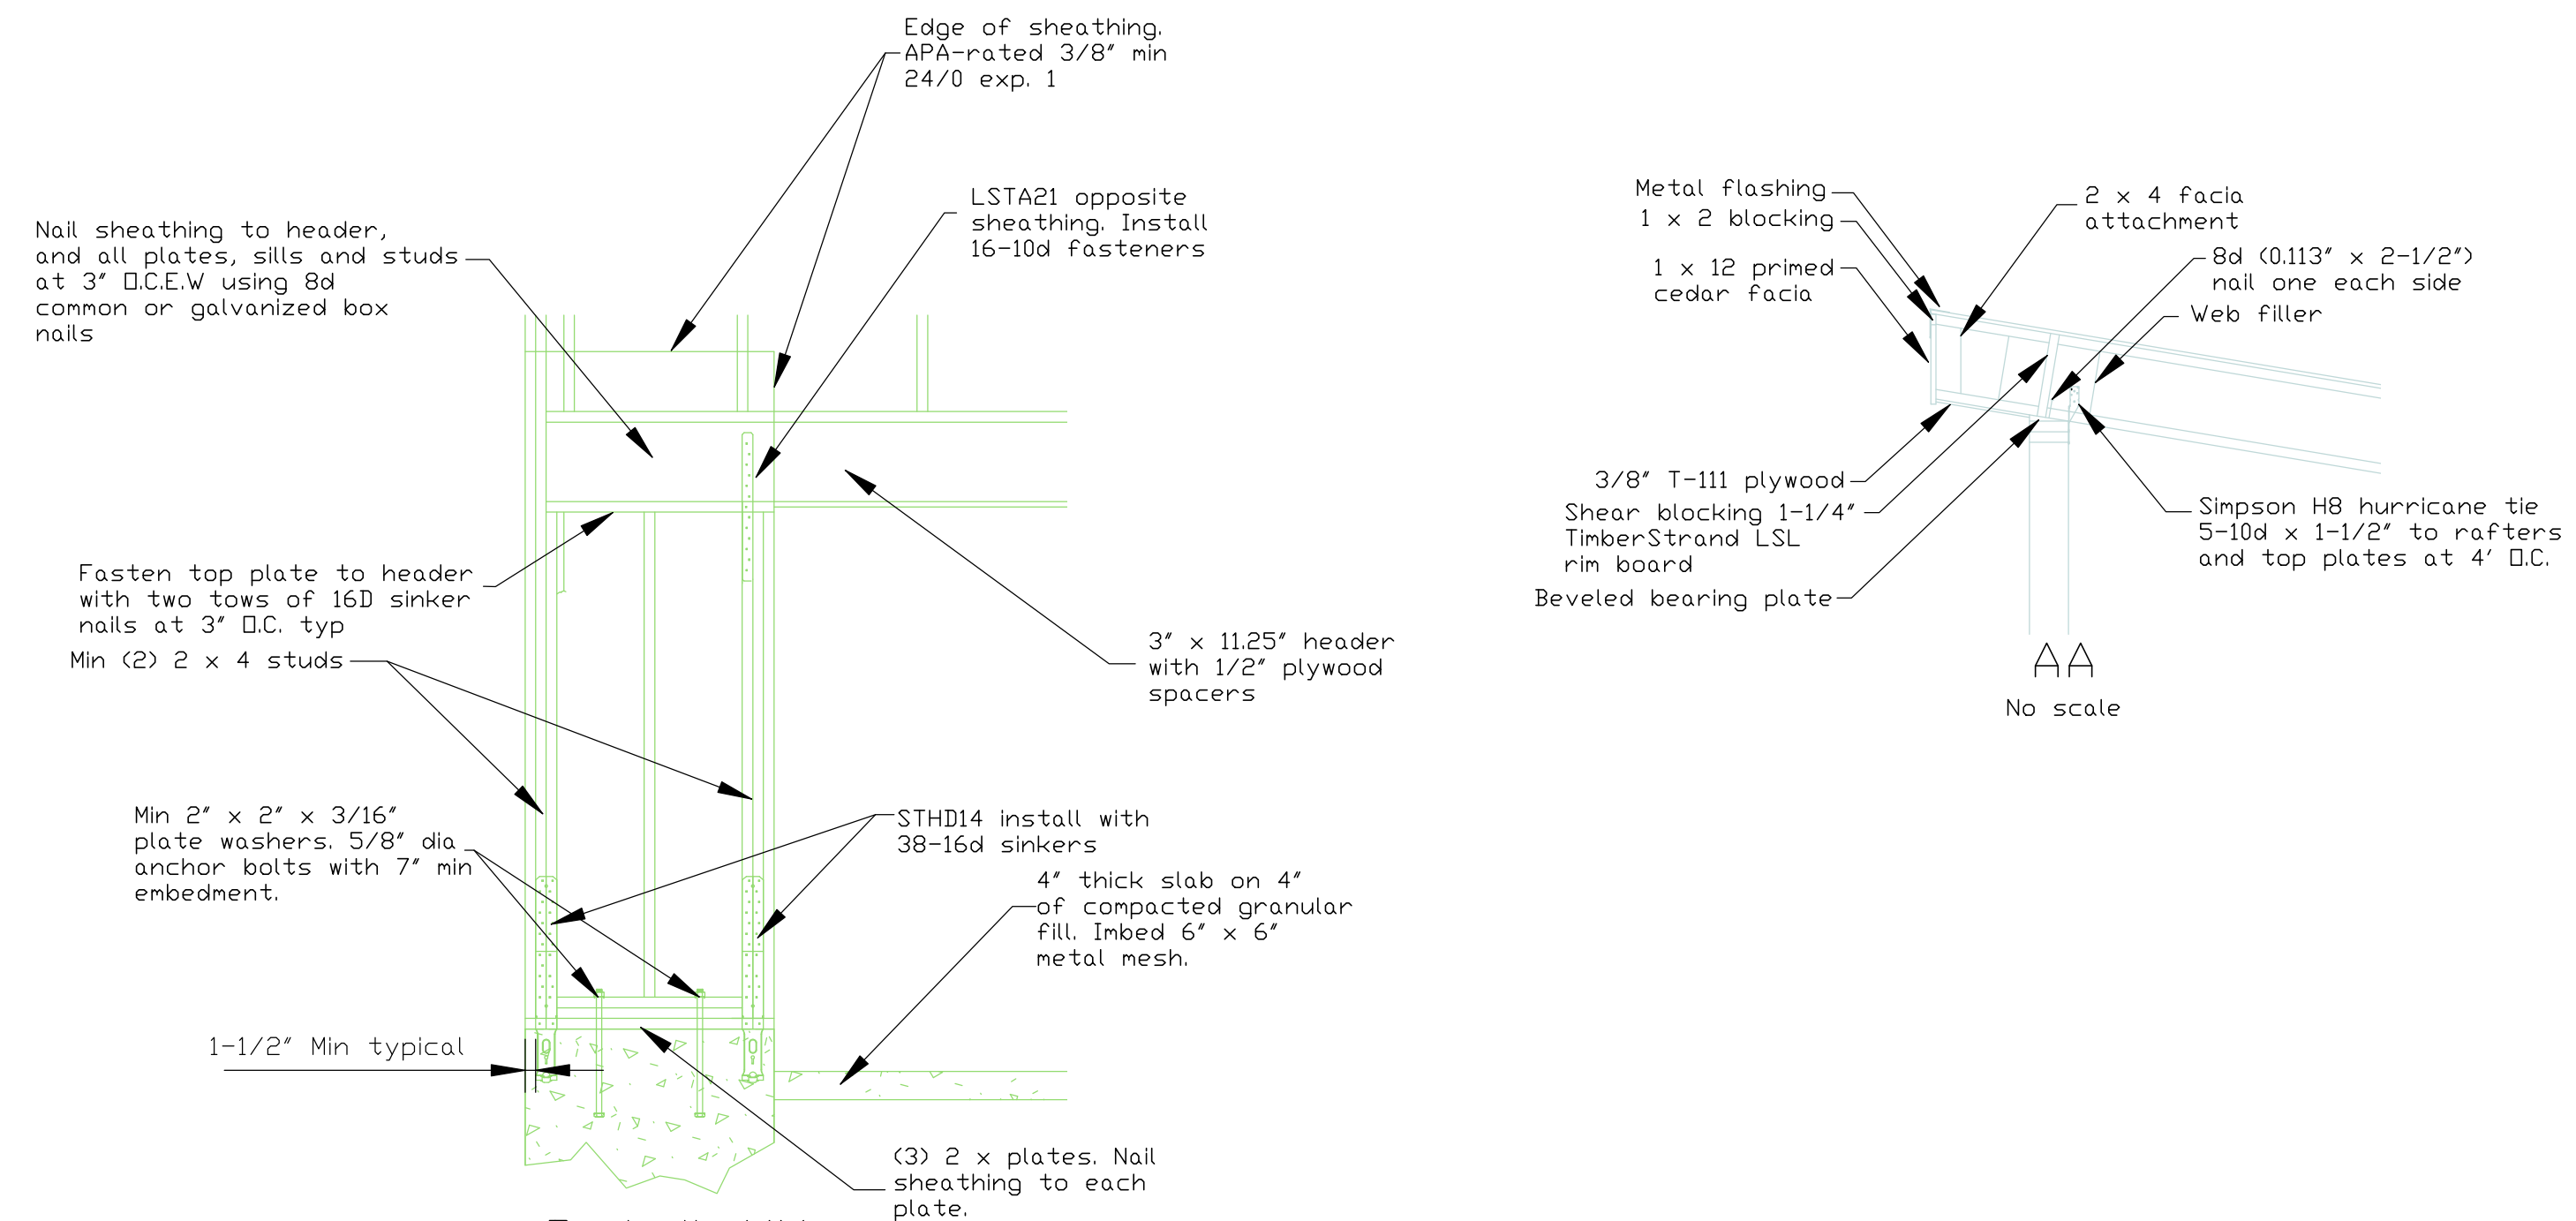 Edge of sheathing.
APA-rated 3/8" min
24/0 exp. 1
LSTA21 opposite
sheathing. Install
16-10d fasteners
Nail sheathing to header,
and all plates, sills and studs
at 3" O.C.E.W using 8d
common or galvanized box
nails
Fasten top plate to header
with two tows of 16D sinker
nails at 3" O.C. typ
Min (2) 2 x 4 studs
3" x 11.25" header
with 1/2" plywood
spacers
Min 2" x 2" x 3/16"
plate washers. 5/8" dia
anchor bolts with 7" min
embedment.
STHD14 install with
38-16d sinkers
4" thick slab on 4"
of compacted granular
fill. Imbed 6" x 6"
metal mesh.
1-1/2" Min typical
(3) 2 x plates. Nail
sheathing to each
plate.
Metal flashing
1 x 2 blocking
1 x 12 primed
cedar facia
2 x 4 facia
attachment
8d (0.113" x 2-1/2")
nail one each side
Web filler
3/8" T-111 plywood
Shear blocking 1-1/4"
TimberStrand LSL
rim board
Beveled bearing plate
Simpson H8 hurricane tie
5-10d x 1-1/2" to rafters
and top plates at 4' O.C.
AA
No scale